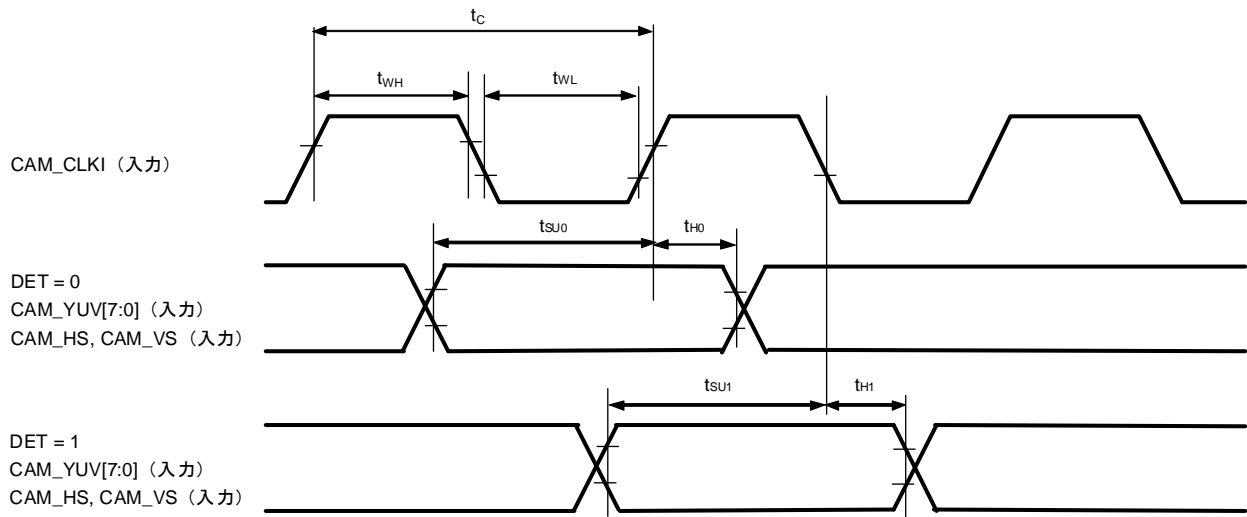 tC
tWH
tWL
CAM_CLKI（入力）
tSU0
tH0
DET = 0
CAM_YUV[7:0]（入力）
CAM_HS, CAM_VS（入力）
tSU1
tH1
DET = 1
CAM_YUV[7:0]（入力）
CAM_HS, CAM_VS（入力）